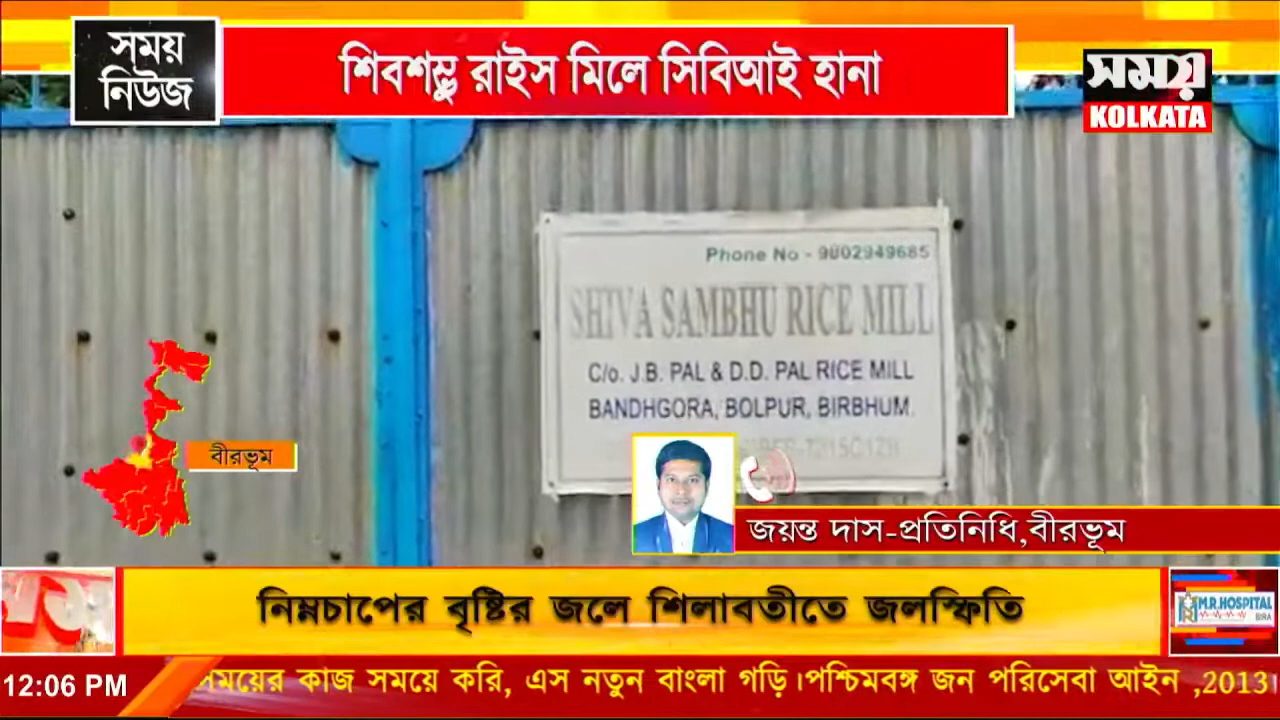 সময়
নিউজ
শিবশম্ভু রাইস মিলে সিবিআই হানা
সময়
KOLKATA
Phone No - 9802949685
SHIVA SAMBHU RICE MILL
C/o. J.B. PAL & D.D. PAL RICE MILL
BANDHGORA, BOLPUR, BIRBHUM.
বীরভূম
জয়ন্ত দাস-প্রতিনিধি,বীরভূম
নিম্নচাপের বৃষ্টির জলে শিলাবতীতে জলস্ফিতি
M.R.HOSPITAL
BIRA
12:06 PM
সময়ের কাজ সময়ে করি, এস নতুন বাংলা গড়ি।পশ্চিমবঙ্গ জন পরিসেবা আইন ,2013।